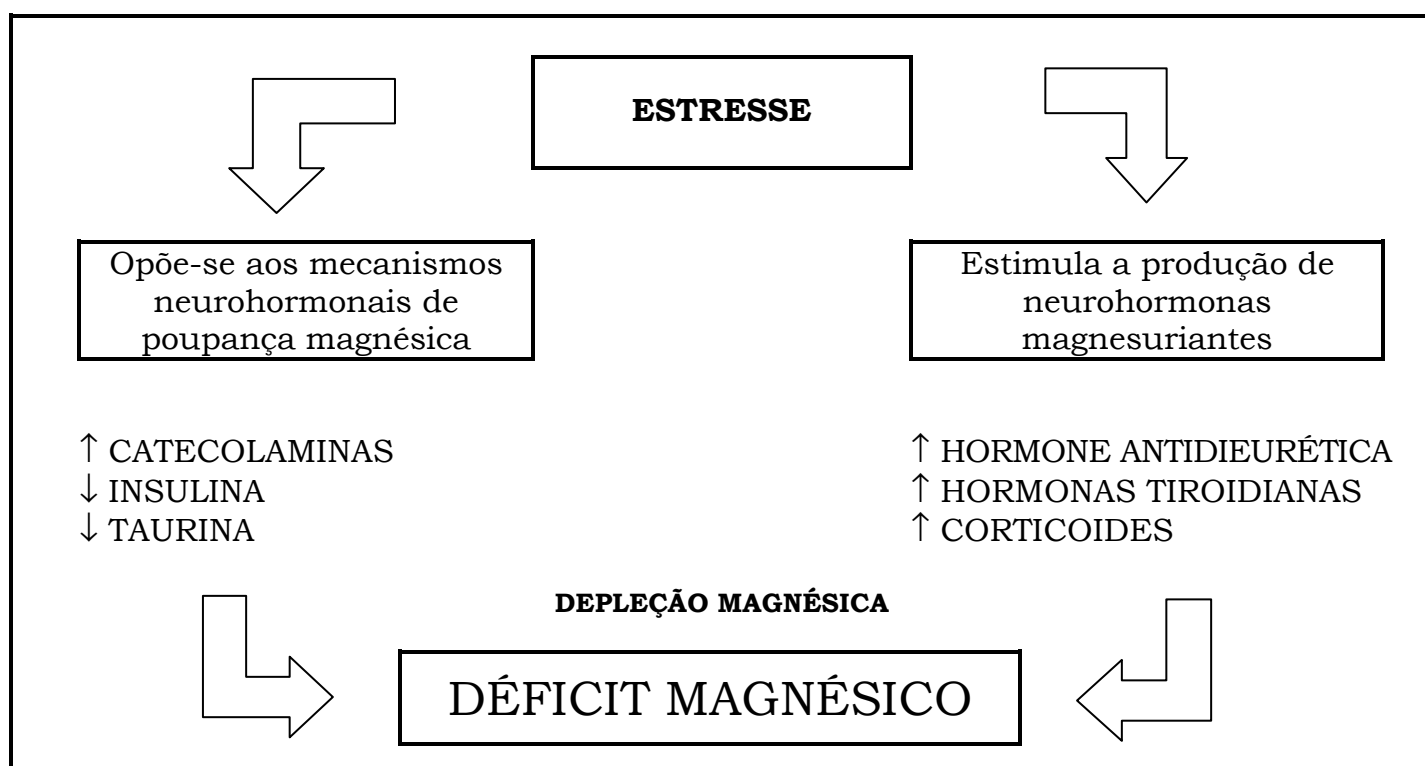 ESTRESSE
Opõe-se aos mecanismos
neurohormonais de
poupança magnésica
Estimula a produção de
neurohormonas
magnesuriantes
↑ CATECOLAMINAS
↓ INSULINA
↓ TAURINA
↑ HORMONE ANTIDIEURÉTICA
↑ HORMONAS TIROIDIANAS
↑ CORTICOIDES
DEPLEÇÃO MAGNÉSICA
DÉFICIT MAGNÉSICO